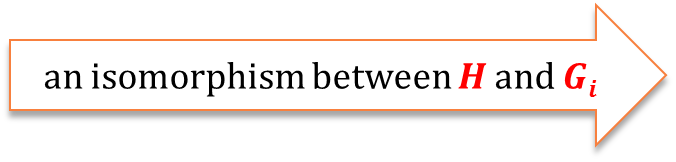 an isomorphism between H and Gᵢ